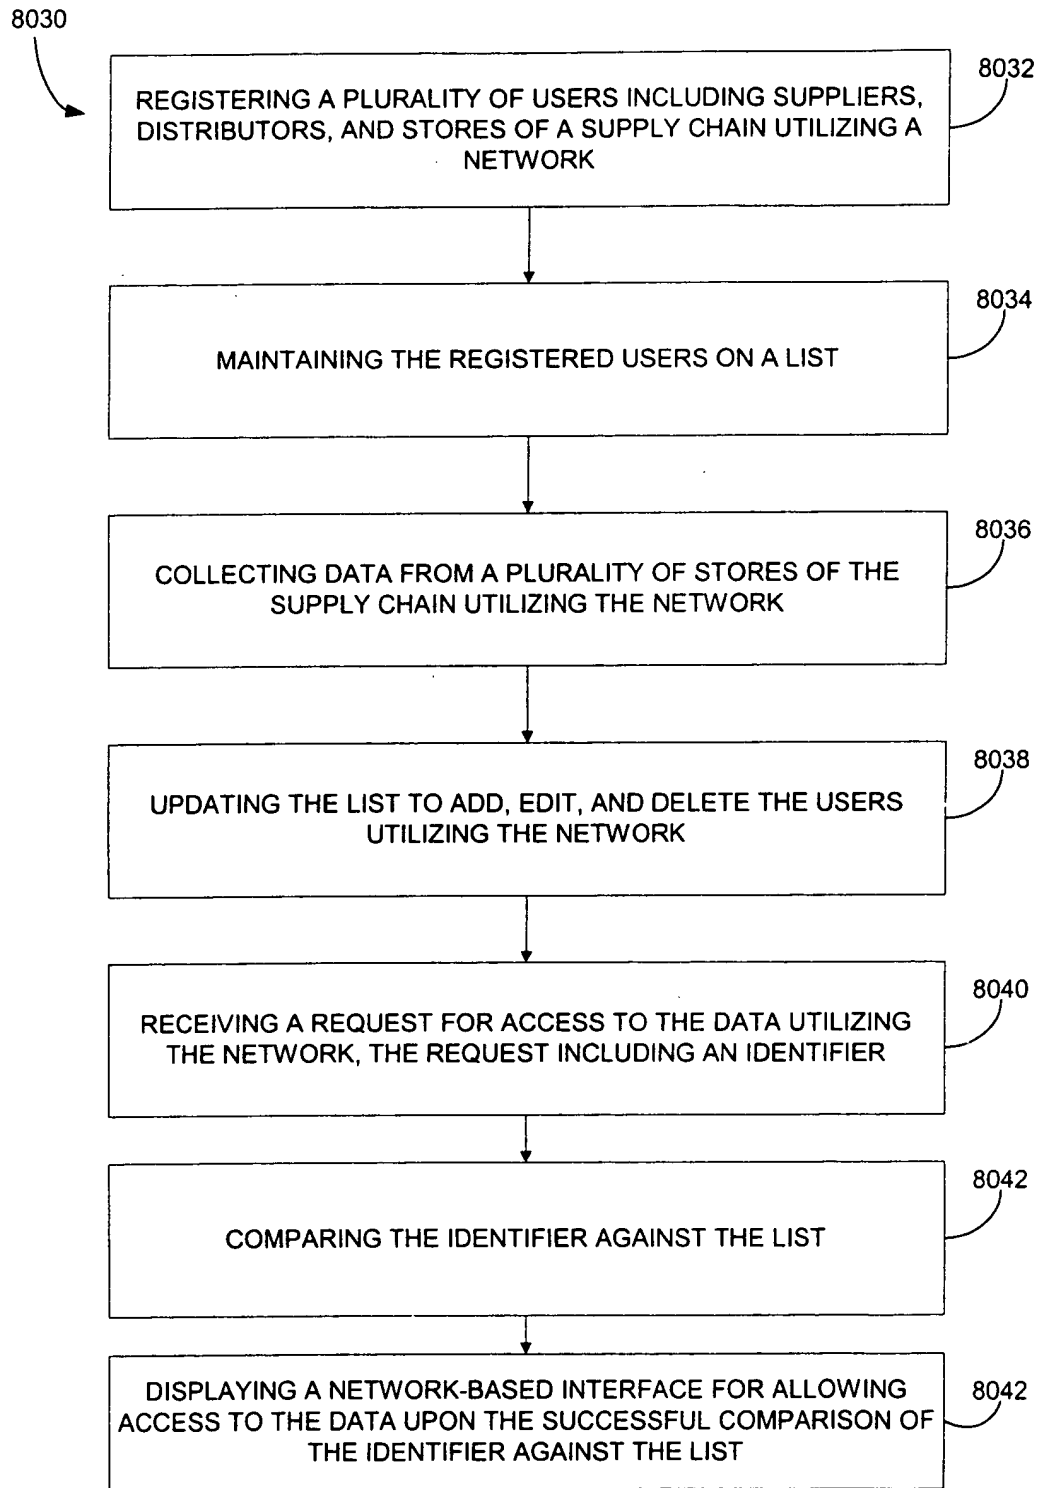 8030
8032
REGISTERING A PLURALITY OF USERS INCLUDING SUPPLIERS,
DISTRIBUTORS, AND STORES OF A SUPPLY CHAIN UTILIZING A
NETWORK
8034
MAINTAINING THE REGISTERED USERS ON A LIST
8036
COLLECTING DATA FROM A PLURALITY OF STORES OF THE
SUPPLY CHAIN UTILIZING THE NETWORK
8038
UPDATING THE LIST TO ADD, EDIT, AND DELETE THE USERS
UTILIZING THE NETWORK
8040
RECEIVING A REQUEST FOR ACCESS TO THE DATA UTILIZING
THE NETWORK, THE REQUEST INCLUDING AN IDENTIFIER
8042
COMPARING THE IDENTIFIER AGAINST THE LIST
8042
DISPLAYING A NETWORK-BASED INTERFACE FOR ALLOWING
ACCESS TO THE DATA UPON THE SUCCESSFUL COMPARISON OF
THE IDENTIFIER AGAINST THE LIST